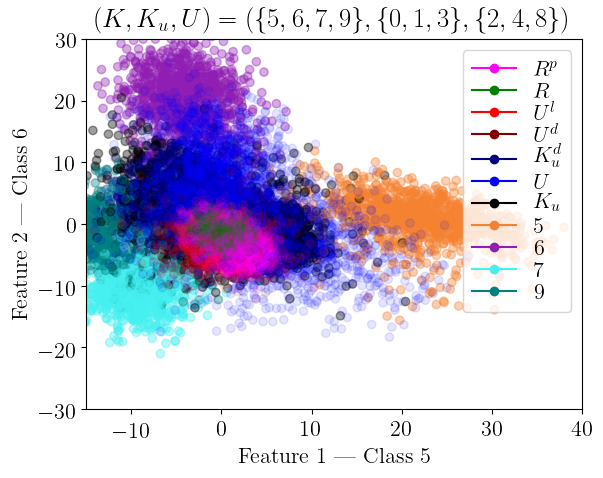 (K, K_u, U) = ({5, 6, 7, 9}, {0, 1, 3}, {2, 4, 8})
30
20
10
0
−10
−20
−30
Feature 2 — Class 6
R^p
R
U^l
U^d
K_u^d
U
K_u
5
6
7
9
−10
0
10
20
30
40
Feature 1 — Class 5